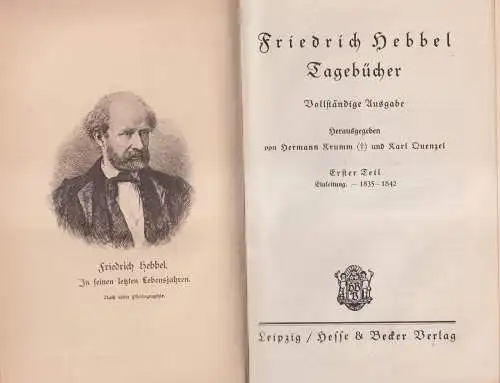 Friedrich Hebbel.
In seinen letzten Lebensjahren.
Nach einer Photographie.
Friedrich Hebbel
Tagebücher
Vollständige Ausgabe
Herausgegeben
von Hermann Krumm (†) und Karl Quenzel
Erster Teil
Einleitung. – 1835–1842
Leipzig / Hesse & Becker Verlag